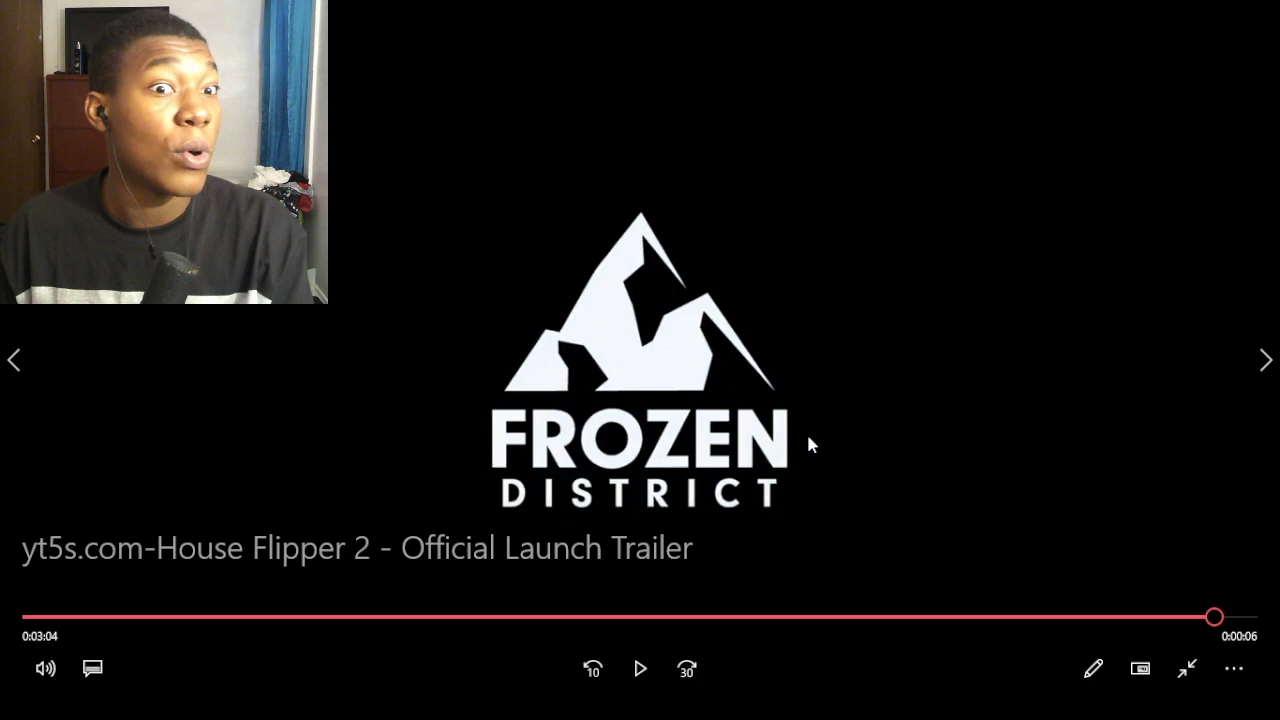 FROZEN
DISTRICT
yt5s.com-House Flipper 2 - Official Launch Trailer
0:03:04
0:00:06
10
30